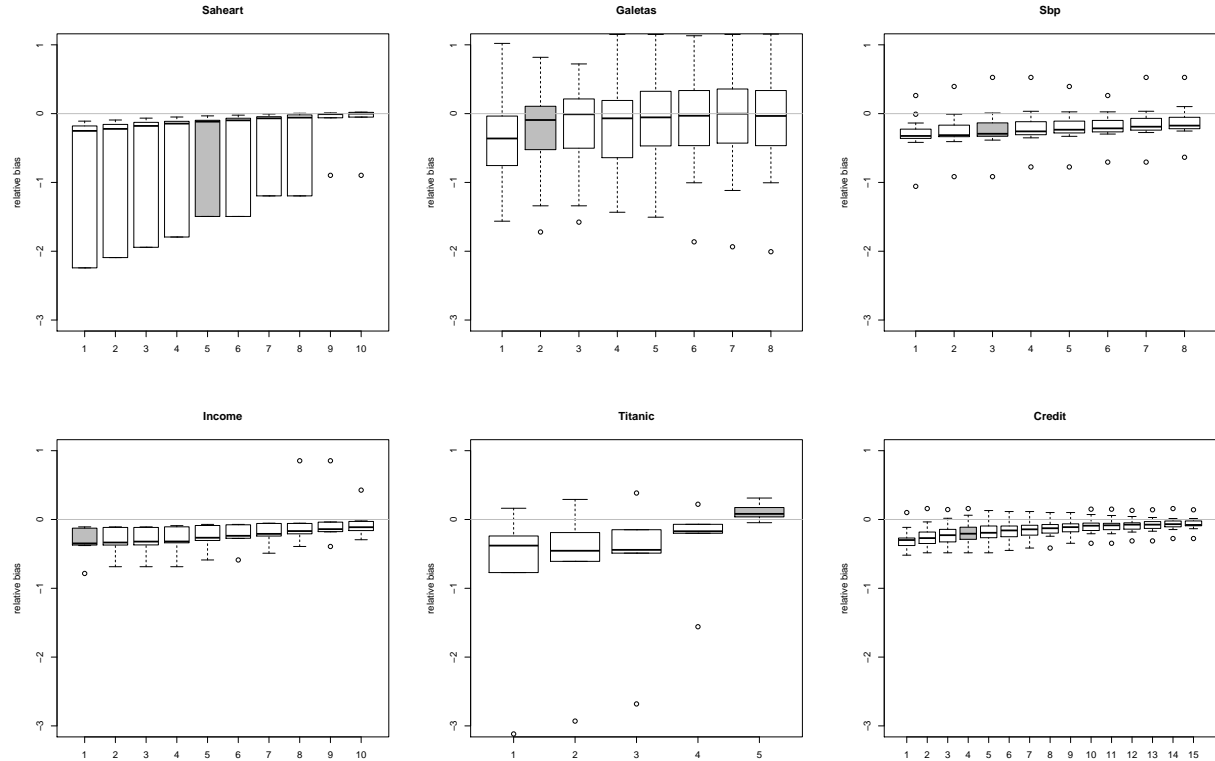 Saheart
relative bias
1
0
−1
−2
−3
1 2 3 4 5 6 7 8 9 10
Galetas
relative bias
1
0
−1
−2
−3
1 2 3 4 5 6 7 8
Sbp
relative bias
1
0
−1
−2
−3
1 2 3 4 5 6 7 8
Income
relative bias
1
0
−1
−2
−3
1 2 3 4 5 6 7 8 9 10
Titanic
relative bias
1
0
−1
−2
−3
1 2 3 4 5
Credit
relative bias
1
0
−1
−2
−3
1 2 3 4 5 6 7 8 9 10 11 12 13 14 15